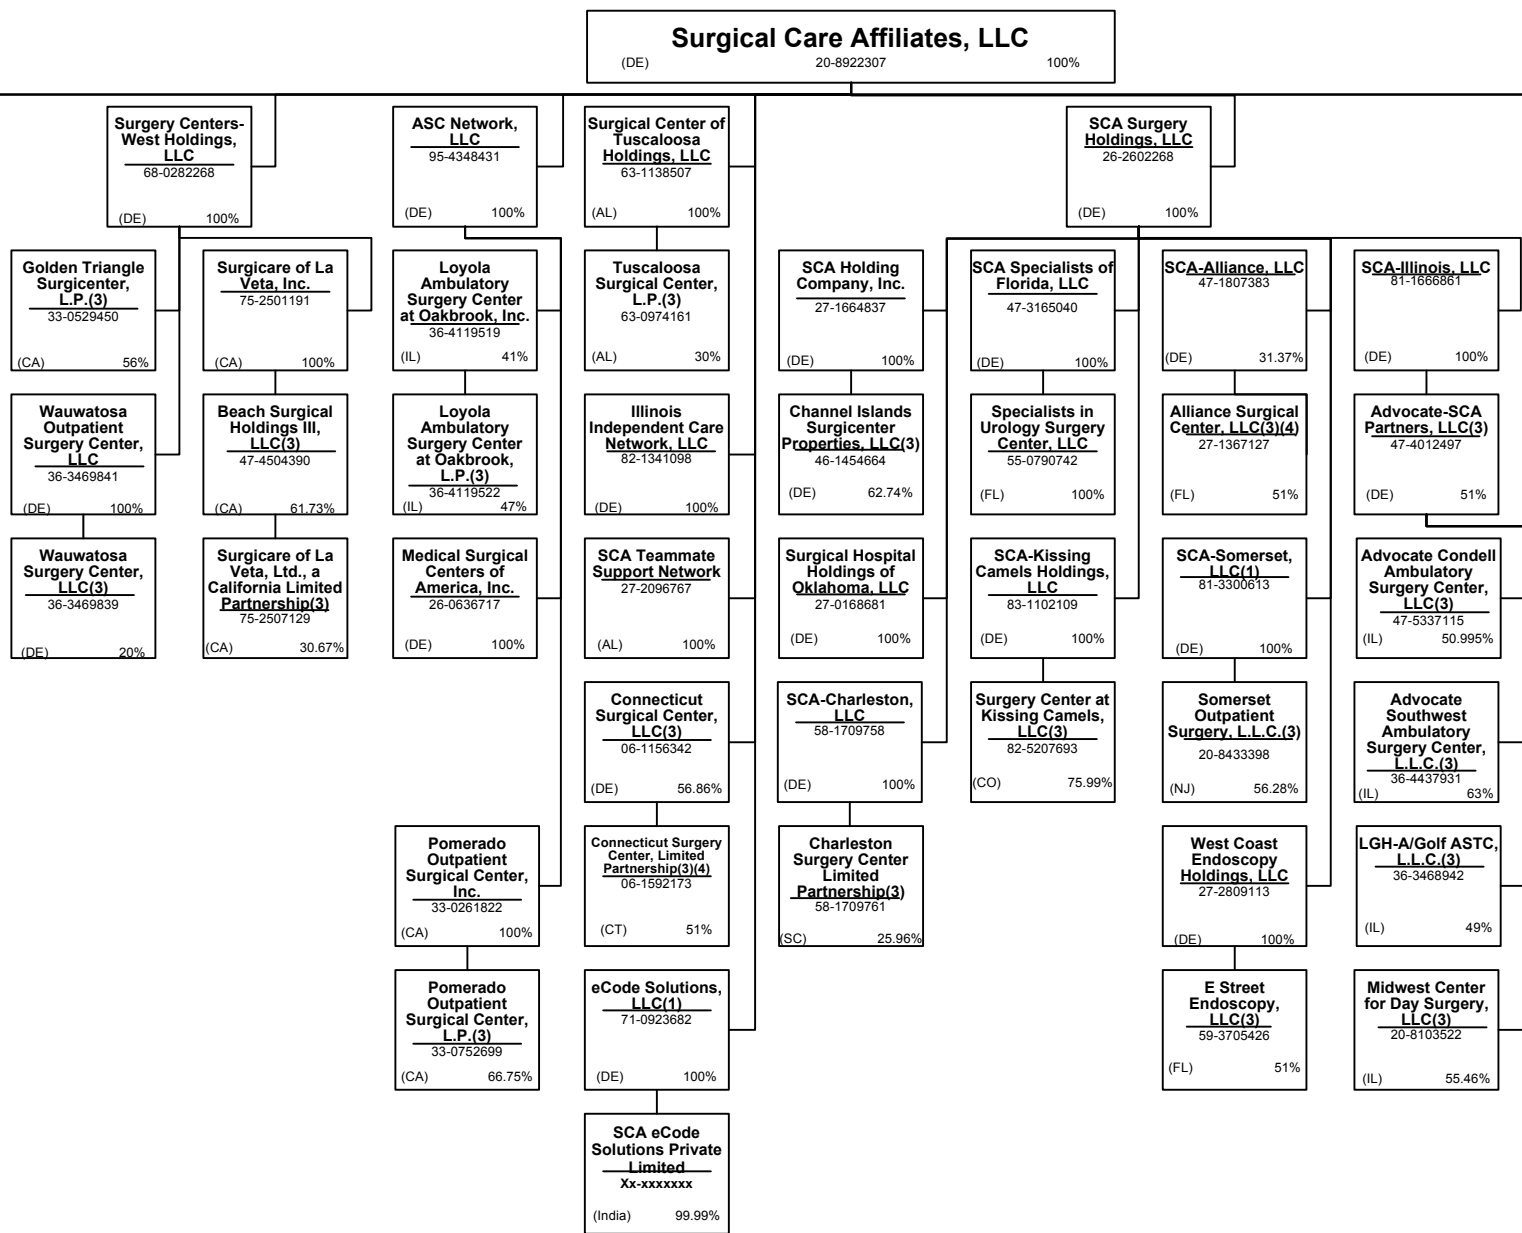 Surgical Care Affiliates, LLC
(DE) 20-8922307 100%
Surgery Centers-
West Holdings,
LLC
68-0282268
(DE) 100%
ASC Network,
LLC
95-4348431
(DE) 100%
Surgical Center of
Tuscaloosa
Holdings, LLC
63-1138507
(AL) 100%
SCA Surgery
Holdings, LLC
26-2602268
(DE) 100%
Golden Triangle
Surgicenter,
L.P.(3)
33-0529450
(CA) 56%
Surgicare of La
Veta, Inc.
75-2501191
(CA) 100%
Loyola
Ambulatory
Surgery Center
at Oakbrook, Inc.
36-4119519
(IL) 41%
Tuscaloosa
Surgical Center,
L.P.(3)
63-0974161
(AL) 30%
SCA Holding
Company, Inc.
27-1664837
(DE) 100%
SCA Specialists of
Florida, LLC
47-3165040
(DE) 100%
SCA-Alliance, LLC
47-1807383
(DE) 31.37%
SCA-Illinois, LLC
81-1666861
(DE) 100%
Wauwatosa
Outpatient
Surgery Center,
LLC
36-3469841
(DE) 100%
Beach Surgical
Holdings III,
LLC(3)
47-4504390
(CA) 61.73%
Loyola
Ambulatory
Surgery Center
at Oakbrook,
L.P.(3)
36-4119522
(IL) 47%
Illinois
Independent Care
Network, LLC
82-1341098
(DE) 100%
Channel Islands
Surgicenter
Properties, LLC(3)
46-1454664
(DE) 62.74%
Specialists in
Urology Surgery
Center, LLC
55-0790742
(FL) 100%
Alliance Surgical
Center, LLC(3)(4)
27-1367127
(FL) 51%
Advocate-SCA
Partners, LLC(3)
47-4012497
(DE) 51%
Wauwatosa
Surgery Center,
LLC(3)
36-3469839
(DE) 20%
Surgicare of La
Veta, Ltd., a
California Limited
Partnership(3)
75-2507129
(CA) 30.67%
Medical Surgical
Centers of
America, Inc.
26-0636717
(DE) 100%
SCA Teammate
Support Network
27-2096767
(AL) 100%
Surgical Hospital
Holdings of
Oklahoma, LLC
27-0168681
(DE) 100%
SCA-Kissing
Camels Holdings,
LLC
83-1102109
(DE) 100%
SCA-Somerset,
LLC(1)
81-3300613
(DE) 100%
Advocate Condell
Ambulatory
Surgery Center,
LLC(3)
47-5337115
(IL) 50.995%
Connecticut
Surgical Center,
LLC(3)
06-1156342
(DE) 56.86%
SCA-Charleston,
LLC
58-1709758
(DE) 100%
Surgery Center at
Kissing Camels,
LLC(3)
82-5207693
(CO) 75.99%
Somerset
Outpatient
Surgery, L.L.C.(3)
20-8433398
(NJ) 56.28%
Advocate
Southwest
Ambulatory
Surgery Center,
L.L.C.(3)
36-4437931
(IL) 63%
Pomerado
Outpatient
Surgical Center,
Inc.
33-0261822
(CA) 100%
Connecticut Surgery
Center, Limited
Partnership(3)(4)
06-1592173
(CT) 51%
Charleston
Surgery Center
Limited
Partnership(3)
58-1709761
(SC) 25.96%
West Coast
Endoscopy
Holdings, LLC
27-2809113
(DE) 100%
LGH-A/Golf ASTC,
L.L.C.(3)
36-3468942
(IL) 49%
Pomerado
Outpatient
Surgical Center,
L.P.(3)
33-0752699
(CA) 66.75%
eCode Solutions,
LLC(1)
71-0923682
(DE) 100%
E Street
Endoscopy,
LLC(3)
59-3705426
(FL) 51%
Midwest Center
for Day Surgery,
LLC(3)
20-8103522
(IL) 55.46%
SCA eCode
Solutions Private
Limited
Xx-xxxxxxx
(India) 99.99%